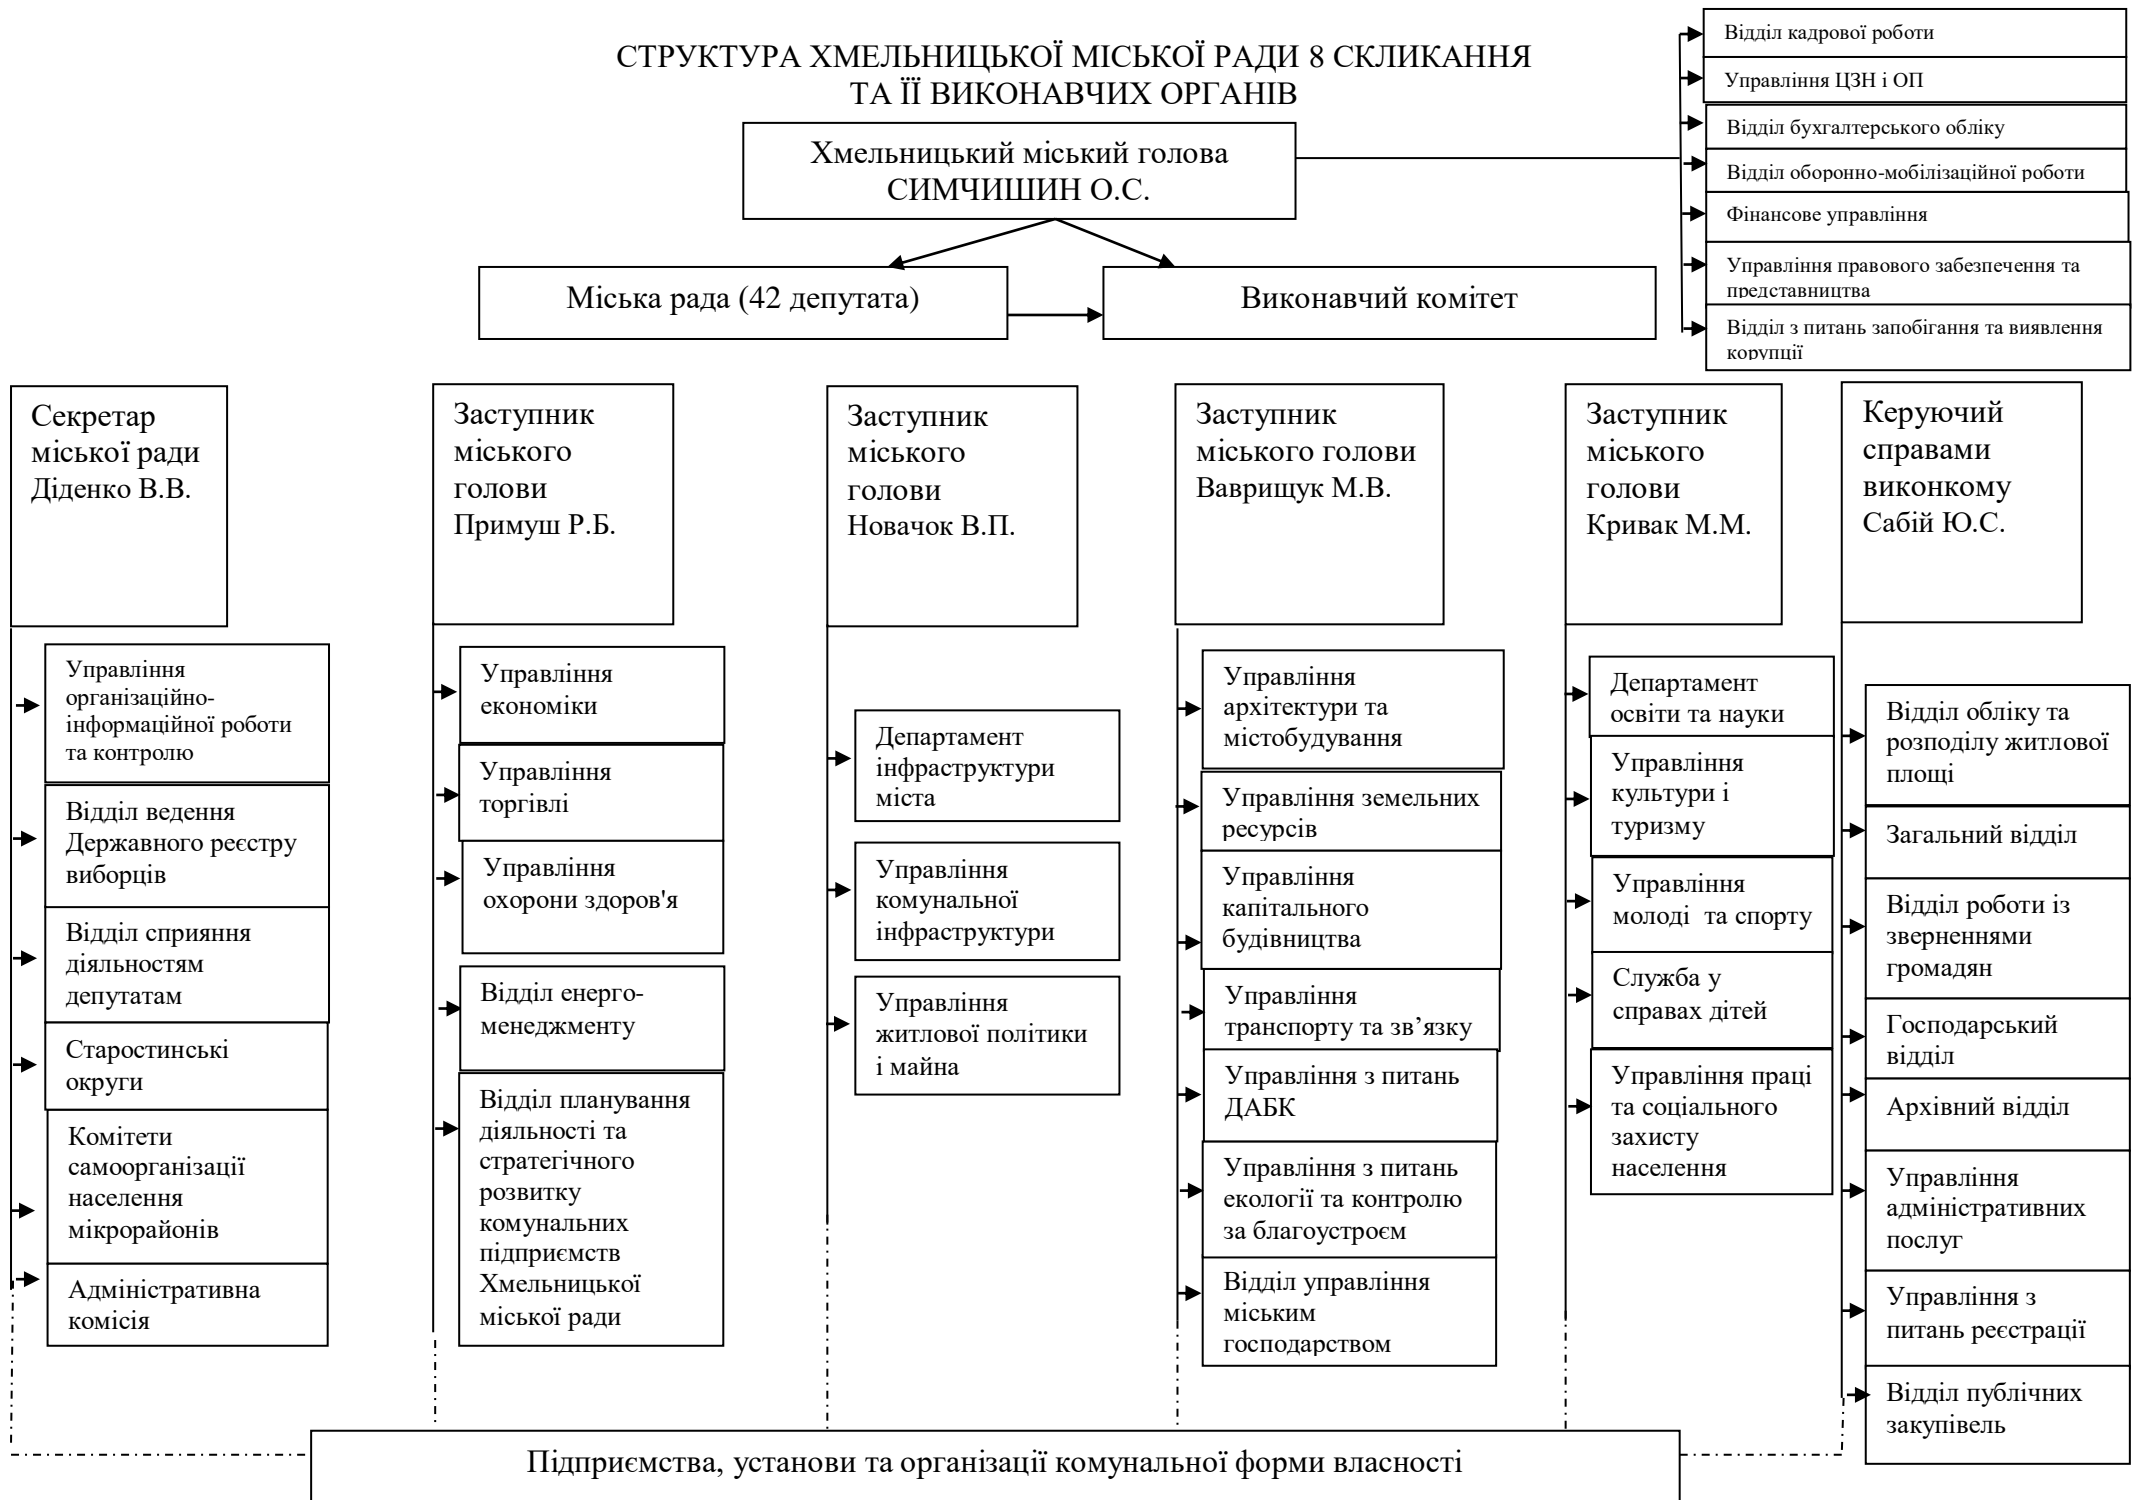 СТРУКТУРА ХМЕЛЬНИЦЬКОЇ МІСЬКОЇ РАДИ 8 СКЛИКАННЯ
ТА ЇЇ ВИКОНАВЧИХ ОРГАНІВ
Хмельницький міський голова
СИМЧИШИН О.С.
Відділ кадрової роботи
Управління ЦЗН і ОП
Відділ бухгалтерського обліку
Відділ оборонно-мобілізаційної роботи
Фінансове управління
Управління правового забезпечення та
представництва
Відділ з питань запобігання та виявлення
корупції
Міська рада (42 депутата)
Виконавчий комітет
Секретар
міської ради
Діденко В.В.
Управління
організаційно-
інформаційної роботи
та контролю
Відділ ведення
Державного реєстру
виборців
Відділ сприяння
діяльностям
депутатам
Старостинські
округи
Комітети
самоорганізації
населення
мікрорайонів
Адміністративна
комісія
Заступник
міського
голови
Примуш Р.Б.
Управління
економіки
Управління
торгівлі
Управління
охорони здоров'я
Відділ енерго-
менеджменту
Відділ планування
діяльності та
стратегічного
розвитку
комунальних
підприємств
Хмельницької
міської ради
Заступник
міського
голови
Новачок В.П.
Департамент
інфраструктури
міста
Управління
комунальної
інфраструктури
Управління
житлової політики
і майна
Заступник
міського голови
Ваврищук М.В.
Управління
архітектури та
містобудування
Управління земельних
ресурсів
Управління
капітального
будівництва
Управління
транспорту та зв’язку
Управління з питань
ДАБК
Управління з питань
екології та контролю
за благоустроєм
Відділ управління
міським
господарством
Заступник
міського
голови
Кривак М.М.
Департамент
освіти та науки
Управління
культури і
туризму
Управління
молоді  та спорту
Служба у
справах дітей
Управління праці
та соціального
захисту
населення
Керуючий
справами
виконкому
Сабій Ю.С.
Відділ обліку та
розподілу житлової
площі
Загальний відділ
Відділ роботи із
зверненнями
громадян
Господарський
відділ
Архівний відділ
Управління
адміністративних
послуг
Управління з
питань реєстрації
Відділ публічних
закупівель
Підприємства, установи та організації комунальної форми власності